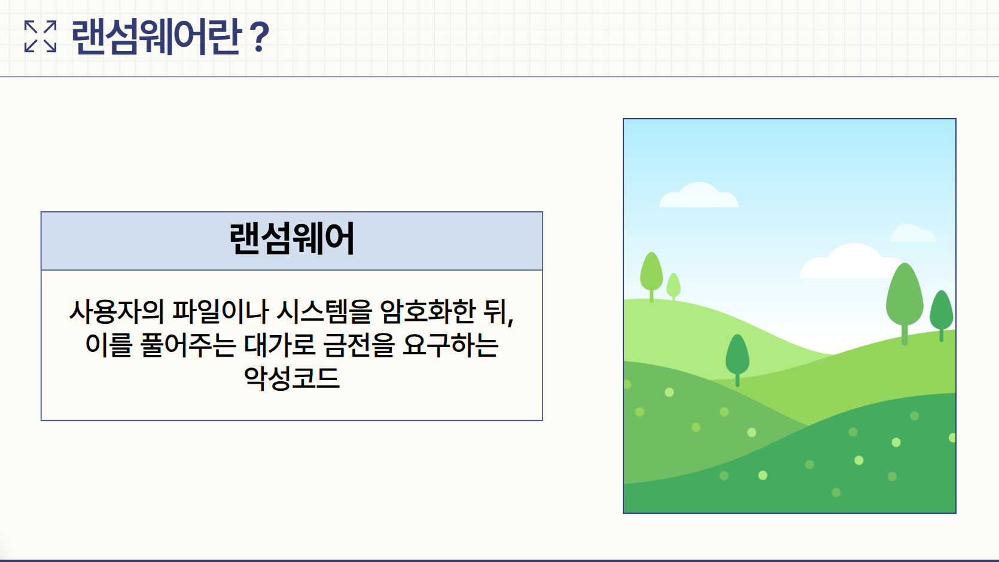 랜섬웨어란 ?
랜섬웨어
사용자의 파일이나 시스템을 암호화한 뒤,
이를 풀어주는 대가로 금전을 요구하는
악성코드